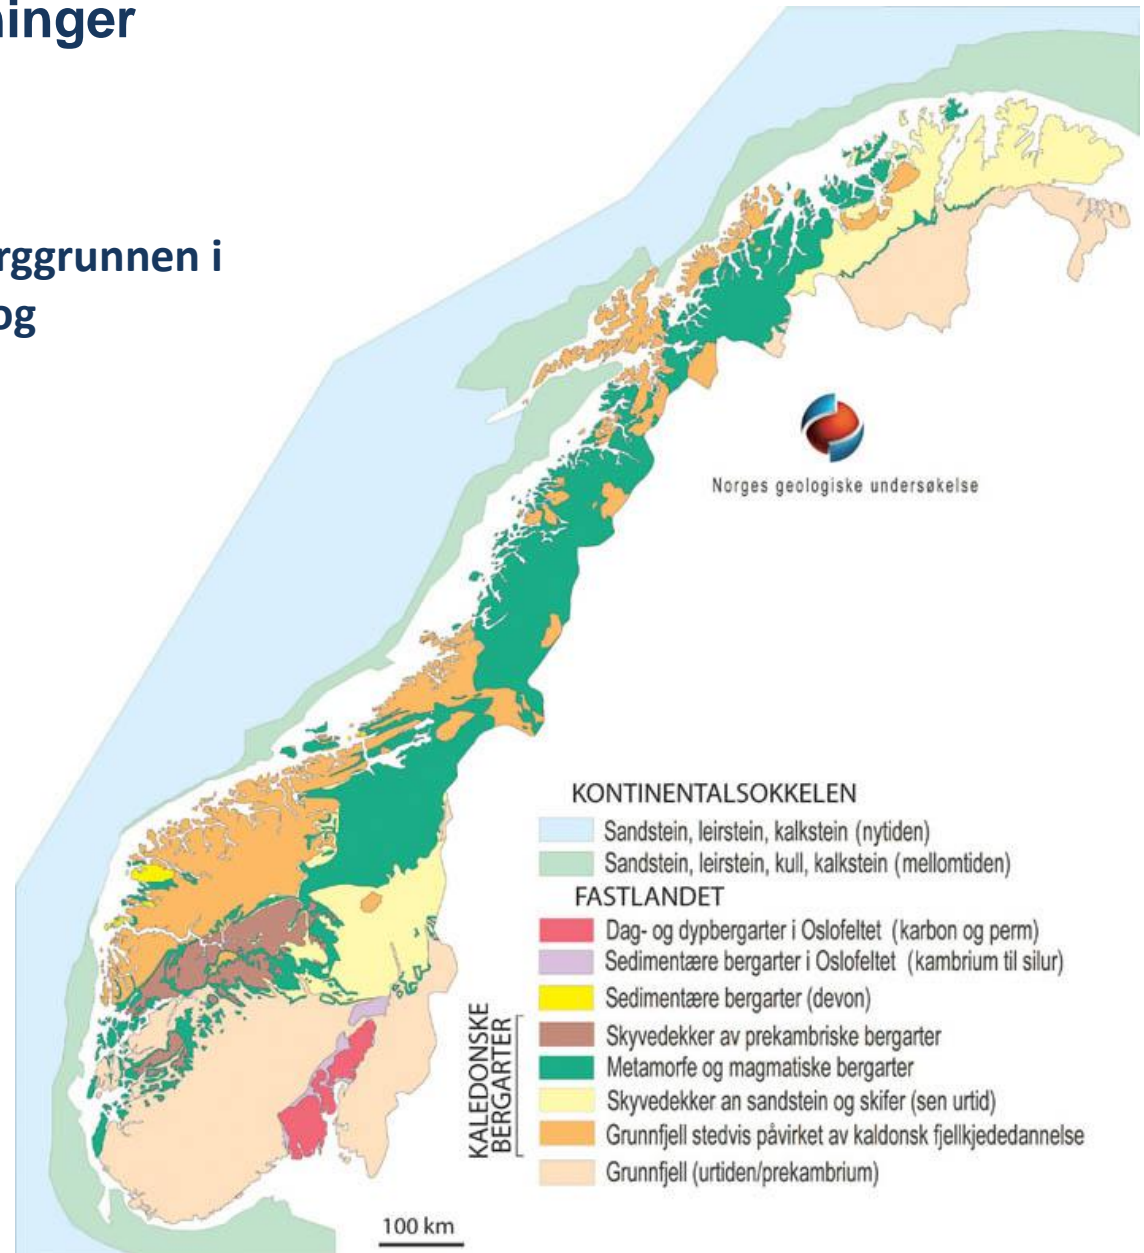 ninger
erggrunnen i
og
Norges geologiske undersøkelse
KONTINENTALSOKKELEN
Sandstein, leirstein, kalkstein (nytiden)
Sandstein, leirstein, kull, kalkstein (mellomtiden)
FASTLANDET
Dag- og dypbergarter i Oslofeltet (karbon og perm)
Sedimentære bergarter i Oslofeltet (kambrium til silur)
Sedimentære bergarter (devon)
KALEDONSKE
BERGARTER
Skyvedekker av prekambriske bergarter
Metamorfe og magmatiske bergarter
Skyvedekker an sandstein og skifer (sen urtid)
Grunnfjell stedvis påvirket av kaldonsk fjellkjededannelse
Grunnfjell (urtiden/prekambrium)
100 km